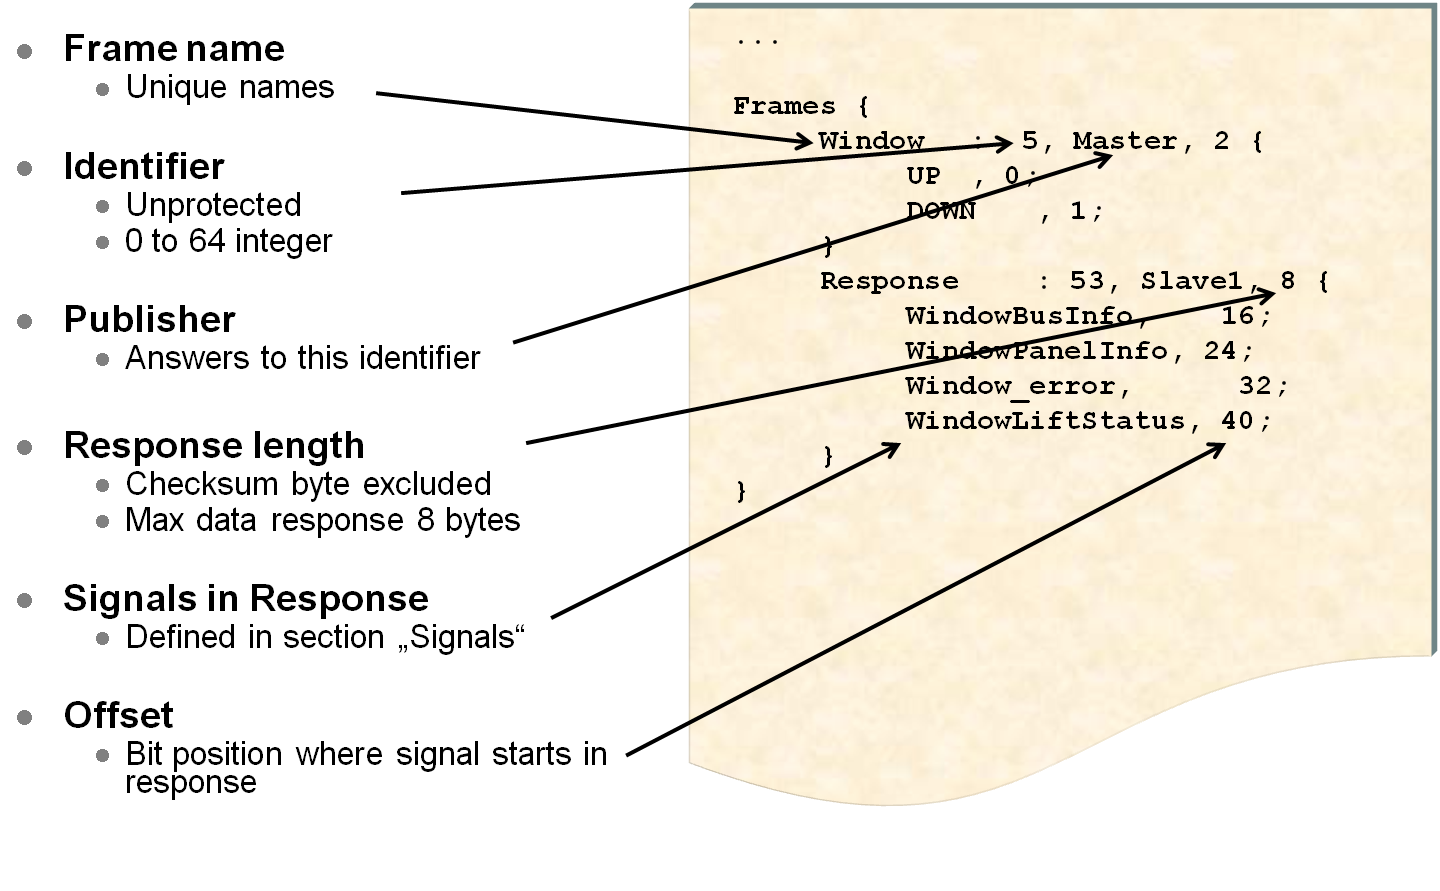 Frame name
Unique names
Identifier
Unprotected
0 to 64 integer
Publisher
Answers to this identifier
Response length
Checksum byte excluded
Max data response 8 bytes
Signals in Response
Defined in section „Signals“
Offset
Bit position where signal starts in
response
...
Frames {
Window : 5, Master, 2 {
UP , 0;
DOWN , 1;
}
Response : 53, Slave1, 8 {
WindowBusInfo, 16;
WindowPanelInfo, 24;
Window_error, 32;
WindowLiftStatus, 40;
}
}